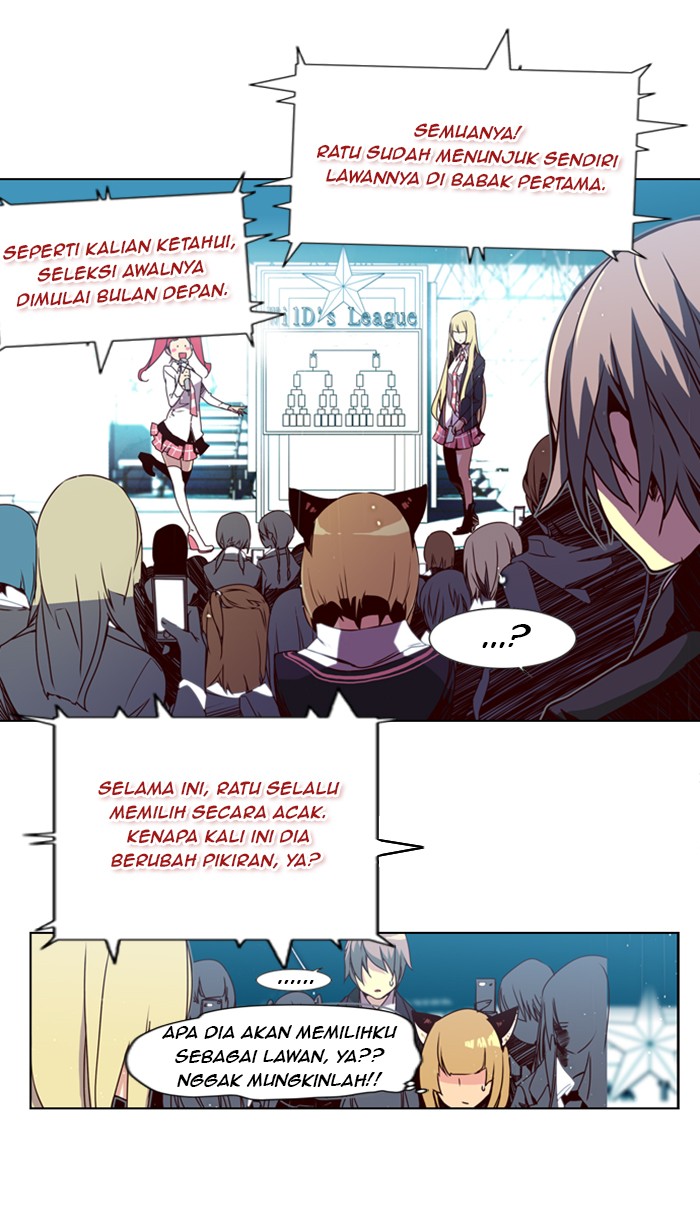 SEMUANYA!
RATU SUDAH MENUNJUK SENDIRI
LAWANNYA DI BABAK PERTAMA.
SEPERTI KALIAN KETAHUI,
SELEKSI AWALNYA
DIMULAI BULAN DEPAN.
WilD's League
...?
SELAMA INI, RATU SELALU
MEMILIH SECARA ACAK.
KENAPA KALI INI DIA
BERUBAH PIKIRAN, YA?
......
APA DIA AKAN MEMILIHKU
SEBAGAI LAWAN, YA??
NGGAK MUNGKINLAH!!